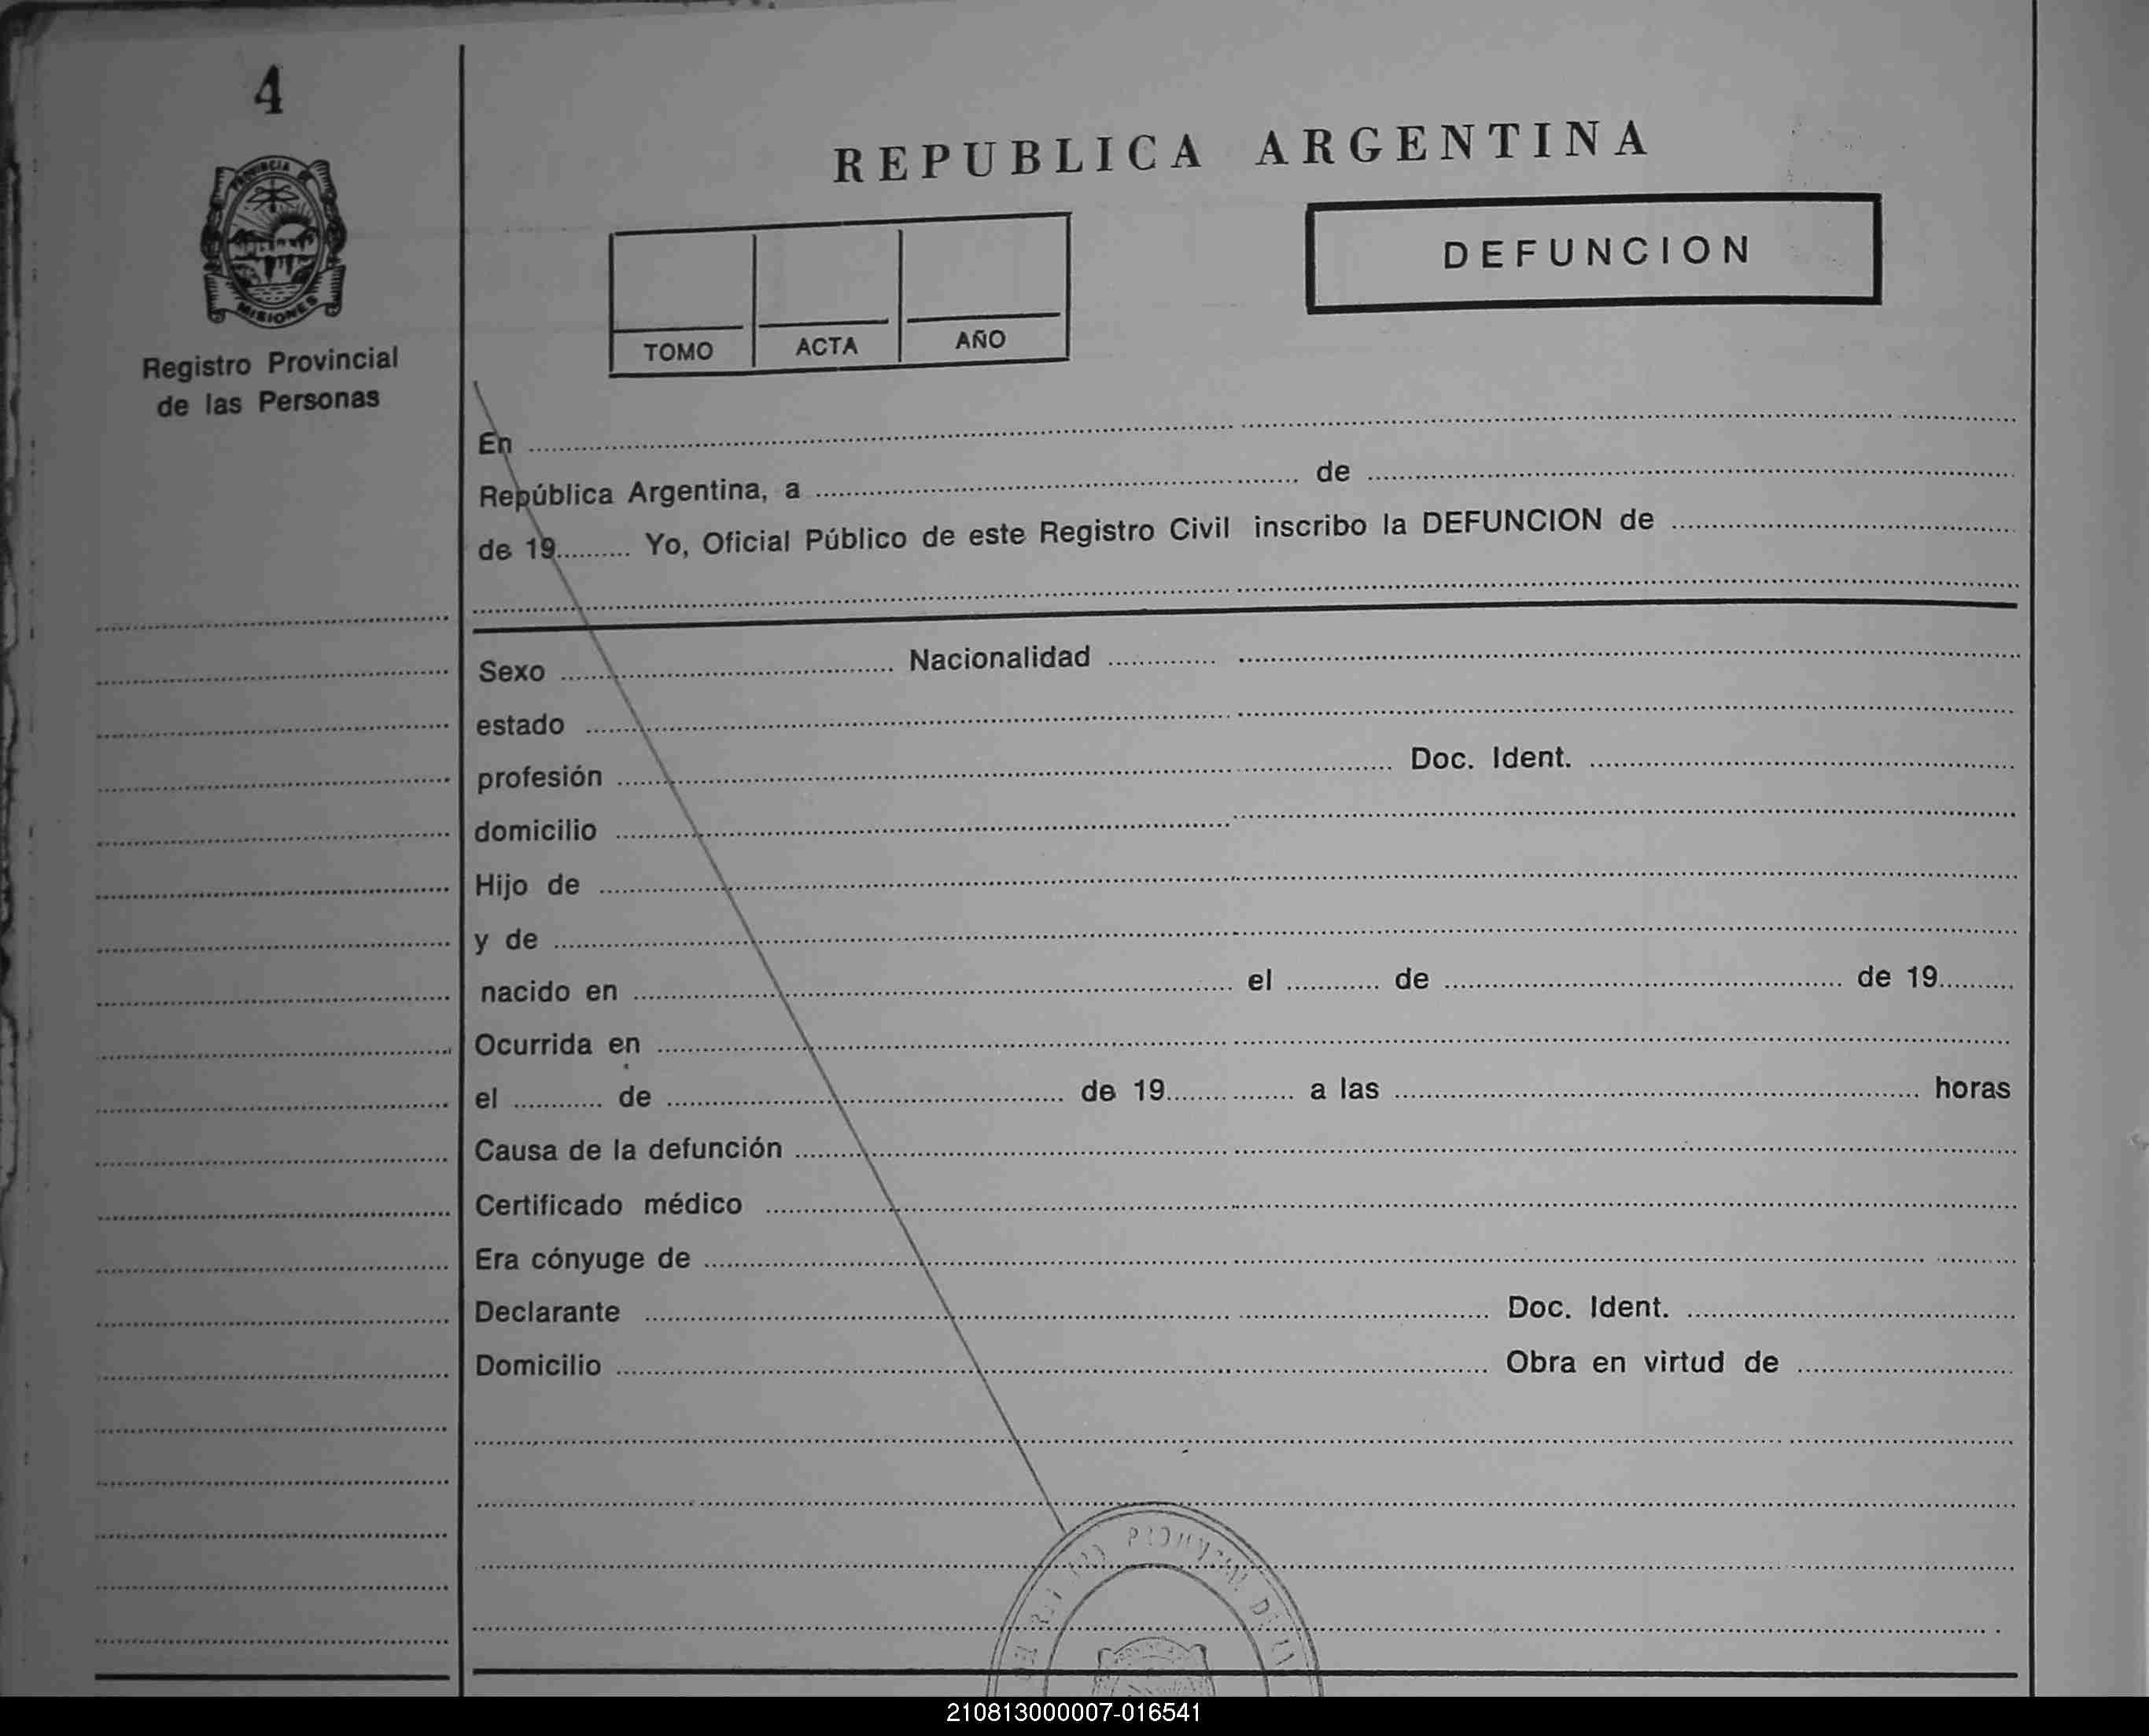 4
PROVINCIA DE
MISIONES
Registro Provincial
de las Personas
REPUBLICA ARGENTINA
DEFUNCION
TOMO ACTA AÑO
En
República Argentina, a de
de 19 Yo, Oficial Público de este Registro Civil inscribo la DEFUNCION de
Sexo Nacionalidad
estado
profesión Doc. Ident.
domicilio
Hijo de
y de
nacido en el de de 19
Ocurrida en
el de de 19 a las horas
Causa de la defunción
Certificado médico
Era cónyuge de
Declarante Doc. Ident.
Domicilio Obra en virtud de
210813000007-016541